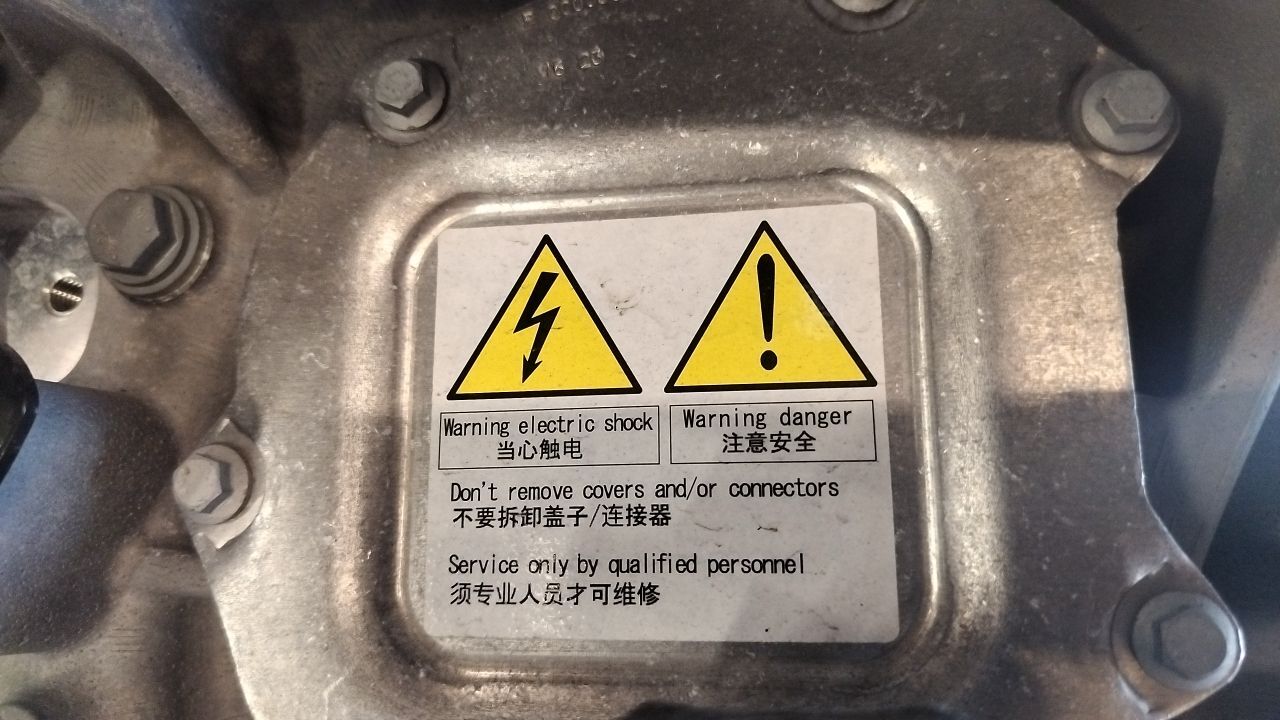 16 20
Warning electric shock
当心触电
Warning danger
注意安全
Don't remove covers and/or connectors
不要拆卸盖子/连接器
Service only by qualified personnel
须专业人员才可维修